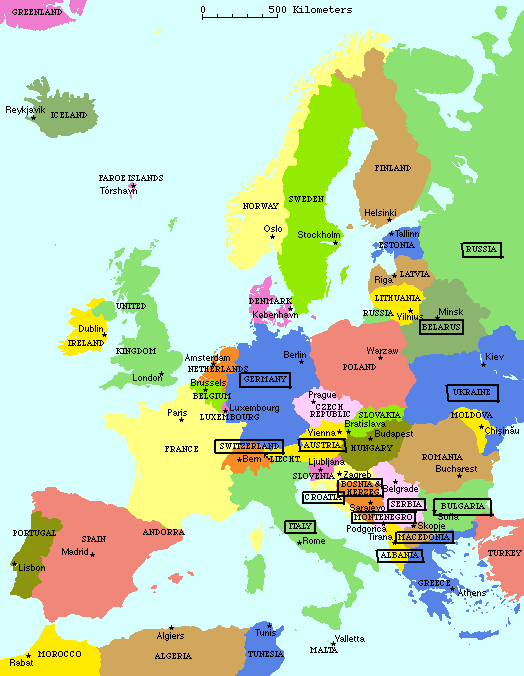 GREENLAND
0 500 Kilometers
Reykjavik
ICELAND
FAROE ISLANDS
Tórshavn
FINLAND
NORWAY
SWEDEN
Helsinki
Oslo
Stockholm
Tallinn
ESTONIA
RUSSIA
Riga
LATVIA
DENMARK
København
LITHUANIA
RUSSIA
Vilnius
Minsk
BELARUS
UNITED
KINGDOM
Dublin
IRELAND
London
Amsterdam
NETHERLANDS
Berlin
GERMANY
Warzaw
POLAND
Kiev
UKRAINE
Brussels
BELGIUM
Luxembourg
LUXEMBOURG
Prague
CZECH
REPUBLIC
SLOVAKIA
Bratislava
Vienna
AUSTRIA
Budapest
HUNGARY
MOLDOVA
Chișinău
Paris
FRANCE
SWITZERLAND
Bern
LIECHT.
Ljubljana
SLOVENIA
Zagreb
CROATIA
BOSNIA &
HERZEG.
Sarajevo
Belgrade
SERBIA
ROMANIA
Bucharest
BULGARIA
Sofia
MONTENEGRO
Podgorica
Skopje
MACEDONIA
Tirana
ALBANIA
ITALY
Rome
PORTUGAL
Lisbon
SPAIN
Madrid
ANDORRA
GREECE
Athens
TURKEY
Rabat
MOROCCO
Algiers
ALGERIA
Tunis
TUNISIA
Valletta
MALTA